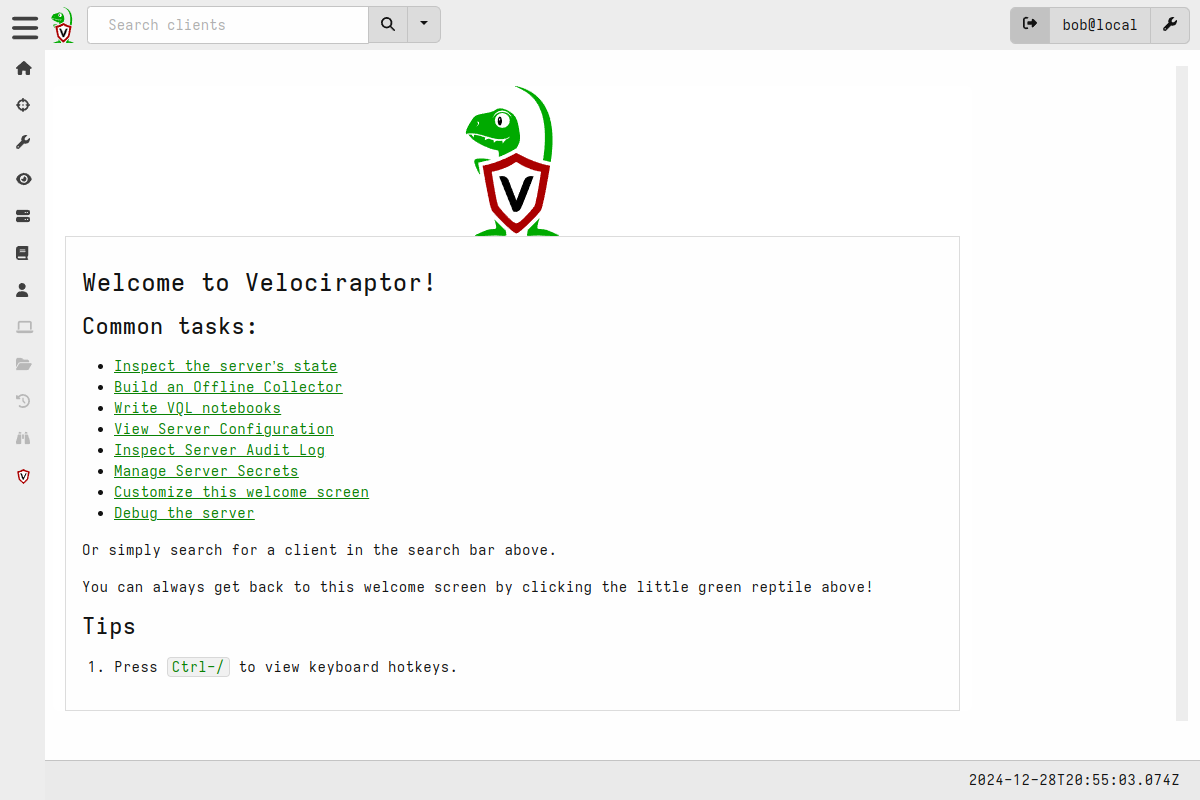 Search clients
bob@local
V
Welcome to Velociraptor!
Common tasks:
Inspect the server's state
Build an Offline Collector
Write VQL notebooks
View Server Configuration
Inspect Server Audit Log
Manage Server Secrets
Customize this welcome screen
Debug the server
Or simply search for a client in the search bar above.
You can always get back to this welcome screen by clicking the little green reptile above!
Tips
1. Press Ctrl-/ to view keyboard hotkeys.
2024-12-28T20:55:03.074Z